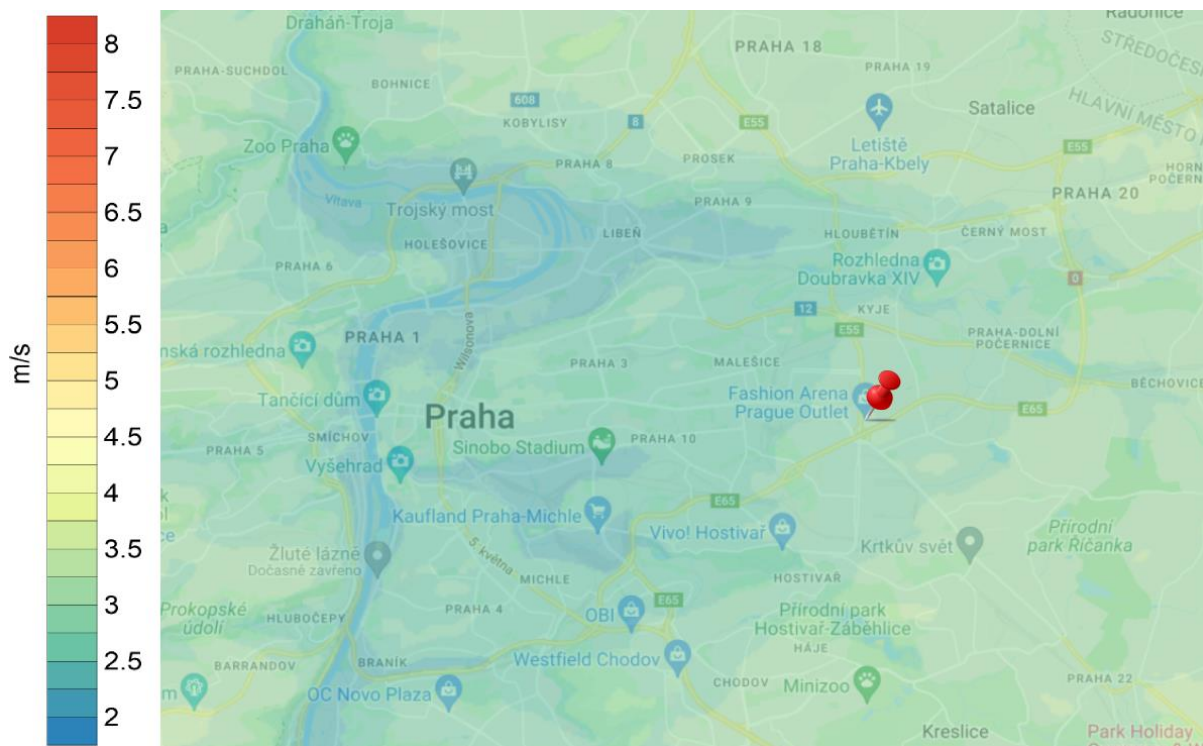 8
7.5
7
6.5
6
5.5
5
4.5
4
3.5
3
2.5
2
m/s
Draháň-Troja
PRAHA-SUCHDOL
BOHNICE
608
KOBYLISY
8
E55
PRAHA 18
PRAHA 19
Radonice
STŘEDOČES
HLAVNÍ MĚSTO
Satalice
Letiště
Praha-Kbely
E65
HORN
POČERNI
Zoo Praha
PRAHA 8
PROSEK
Trojský most
Vltava
PRAHA 9
PRAHA 20
HOLEŠOVICE
LIBEŇ
HLOUBĚTÍN
ČERNÝ MOST
PRAHA 6
Rozhledna
Doubravka XIV
0
12
KYJE
E55
PRAHA 1
Wilsonova
PRAHA-DOLNÍ
POČERNICE
nská rozhledna
PRAHA 3
MALEŠICE
BĚCHOVICE
Tančící dům
Fashion Arena
Prague Outlet
E65
Praha
SMÍCHOV
PRAHA 5
Sinobo Stadium
PRAHA 10
Vyšehrad
E65
Kaufland Praha-Michle
Vivo! Hostivař
Přírodní
park Říčanka
Krtkův svět
Žluté lázně
Dočasně zavřeno
5. května
MICHLE
HOSTIVAŘ
Prokopské
údolí
HLUBOČEPY
PRAHA 4
OBI
E65
Přírodní park
Hostivař-Záběhlice
HÁJE
BARRANDOV
BRANÍK
Westfield Chodov
OC Novo Plaza
CHODOV
Minizoo
PRAHA 22
Kreslice
Park Holiday